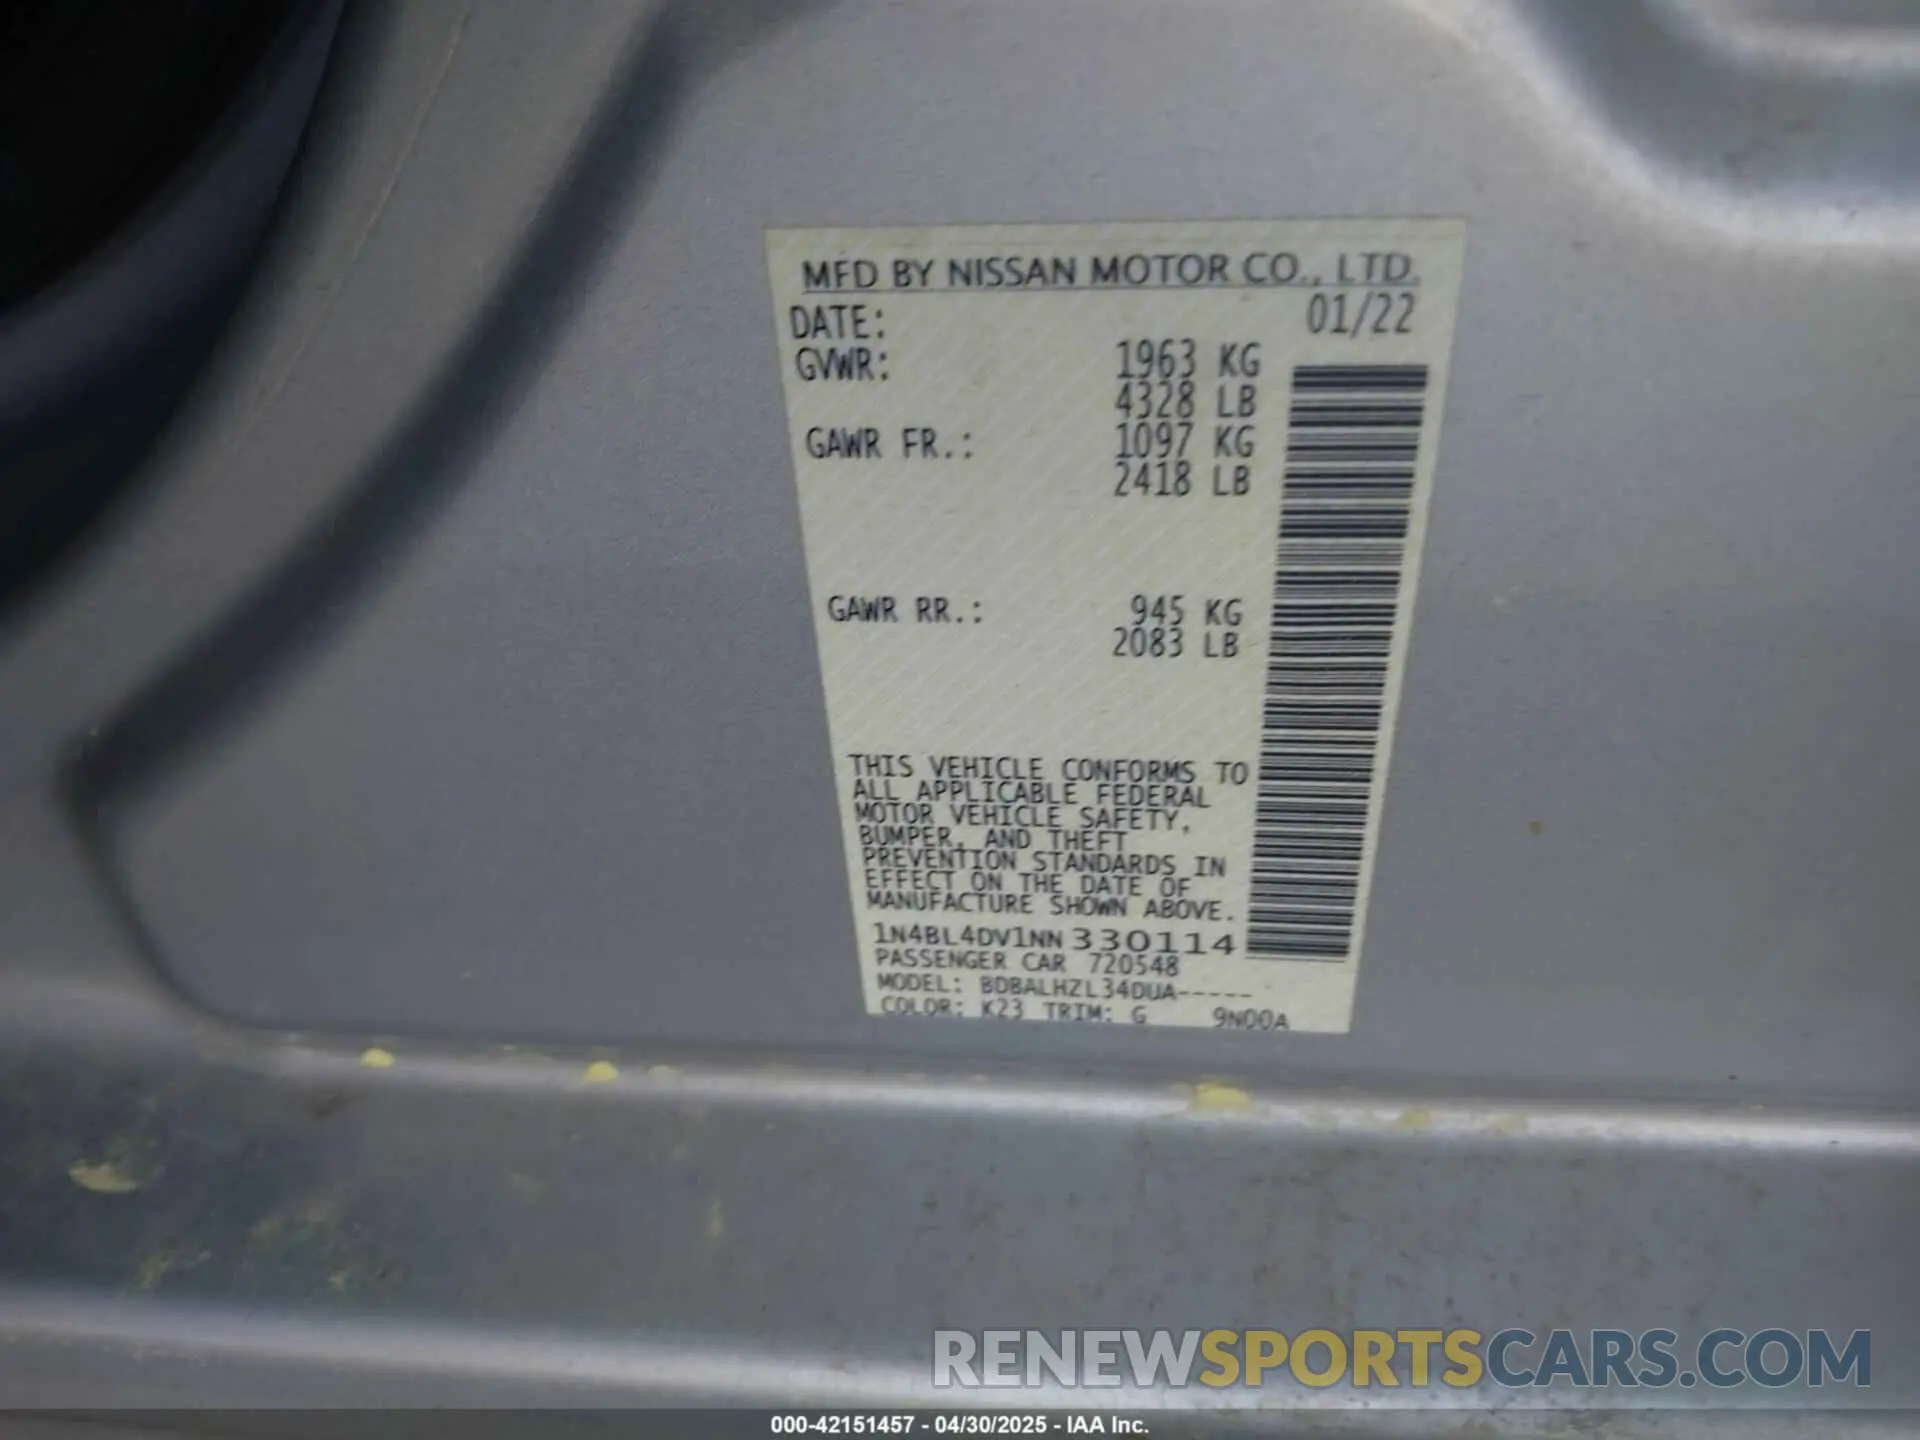 MFD BY NISSAN MOTOR CO., LTD.
DATE: 01/22
GVWR: 1963 KG
4328 LB
GAWR FR.: 1097 KG
2418 LB
GAWR RR.: 945 KG
2083 LB
THIS VEHICLE CONFORMS TO
ALL APPLICABLE FEDERAL
MOTOR VEHICLE SAFETY,
BUMPER, AND THEFT
PREVENTION STANDARDS IN
EFFECT ON THE DATE OF
MANUFACTURE SHOWN ABOVE.
1N4BL4DV1NN330114
PASSENGER CAR 720548
MODEL: BDBALHZL34DUA-----
COLOR: K23 TRIM: G 9N00A
RENEWSPORTSCARS.COM
000-42151457 - 04/30/2025 - IAA Inc.